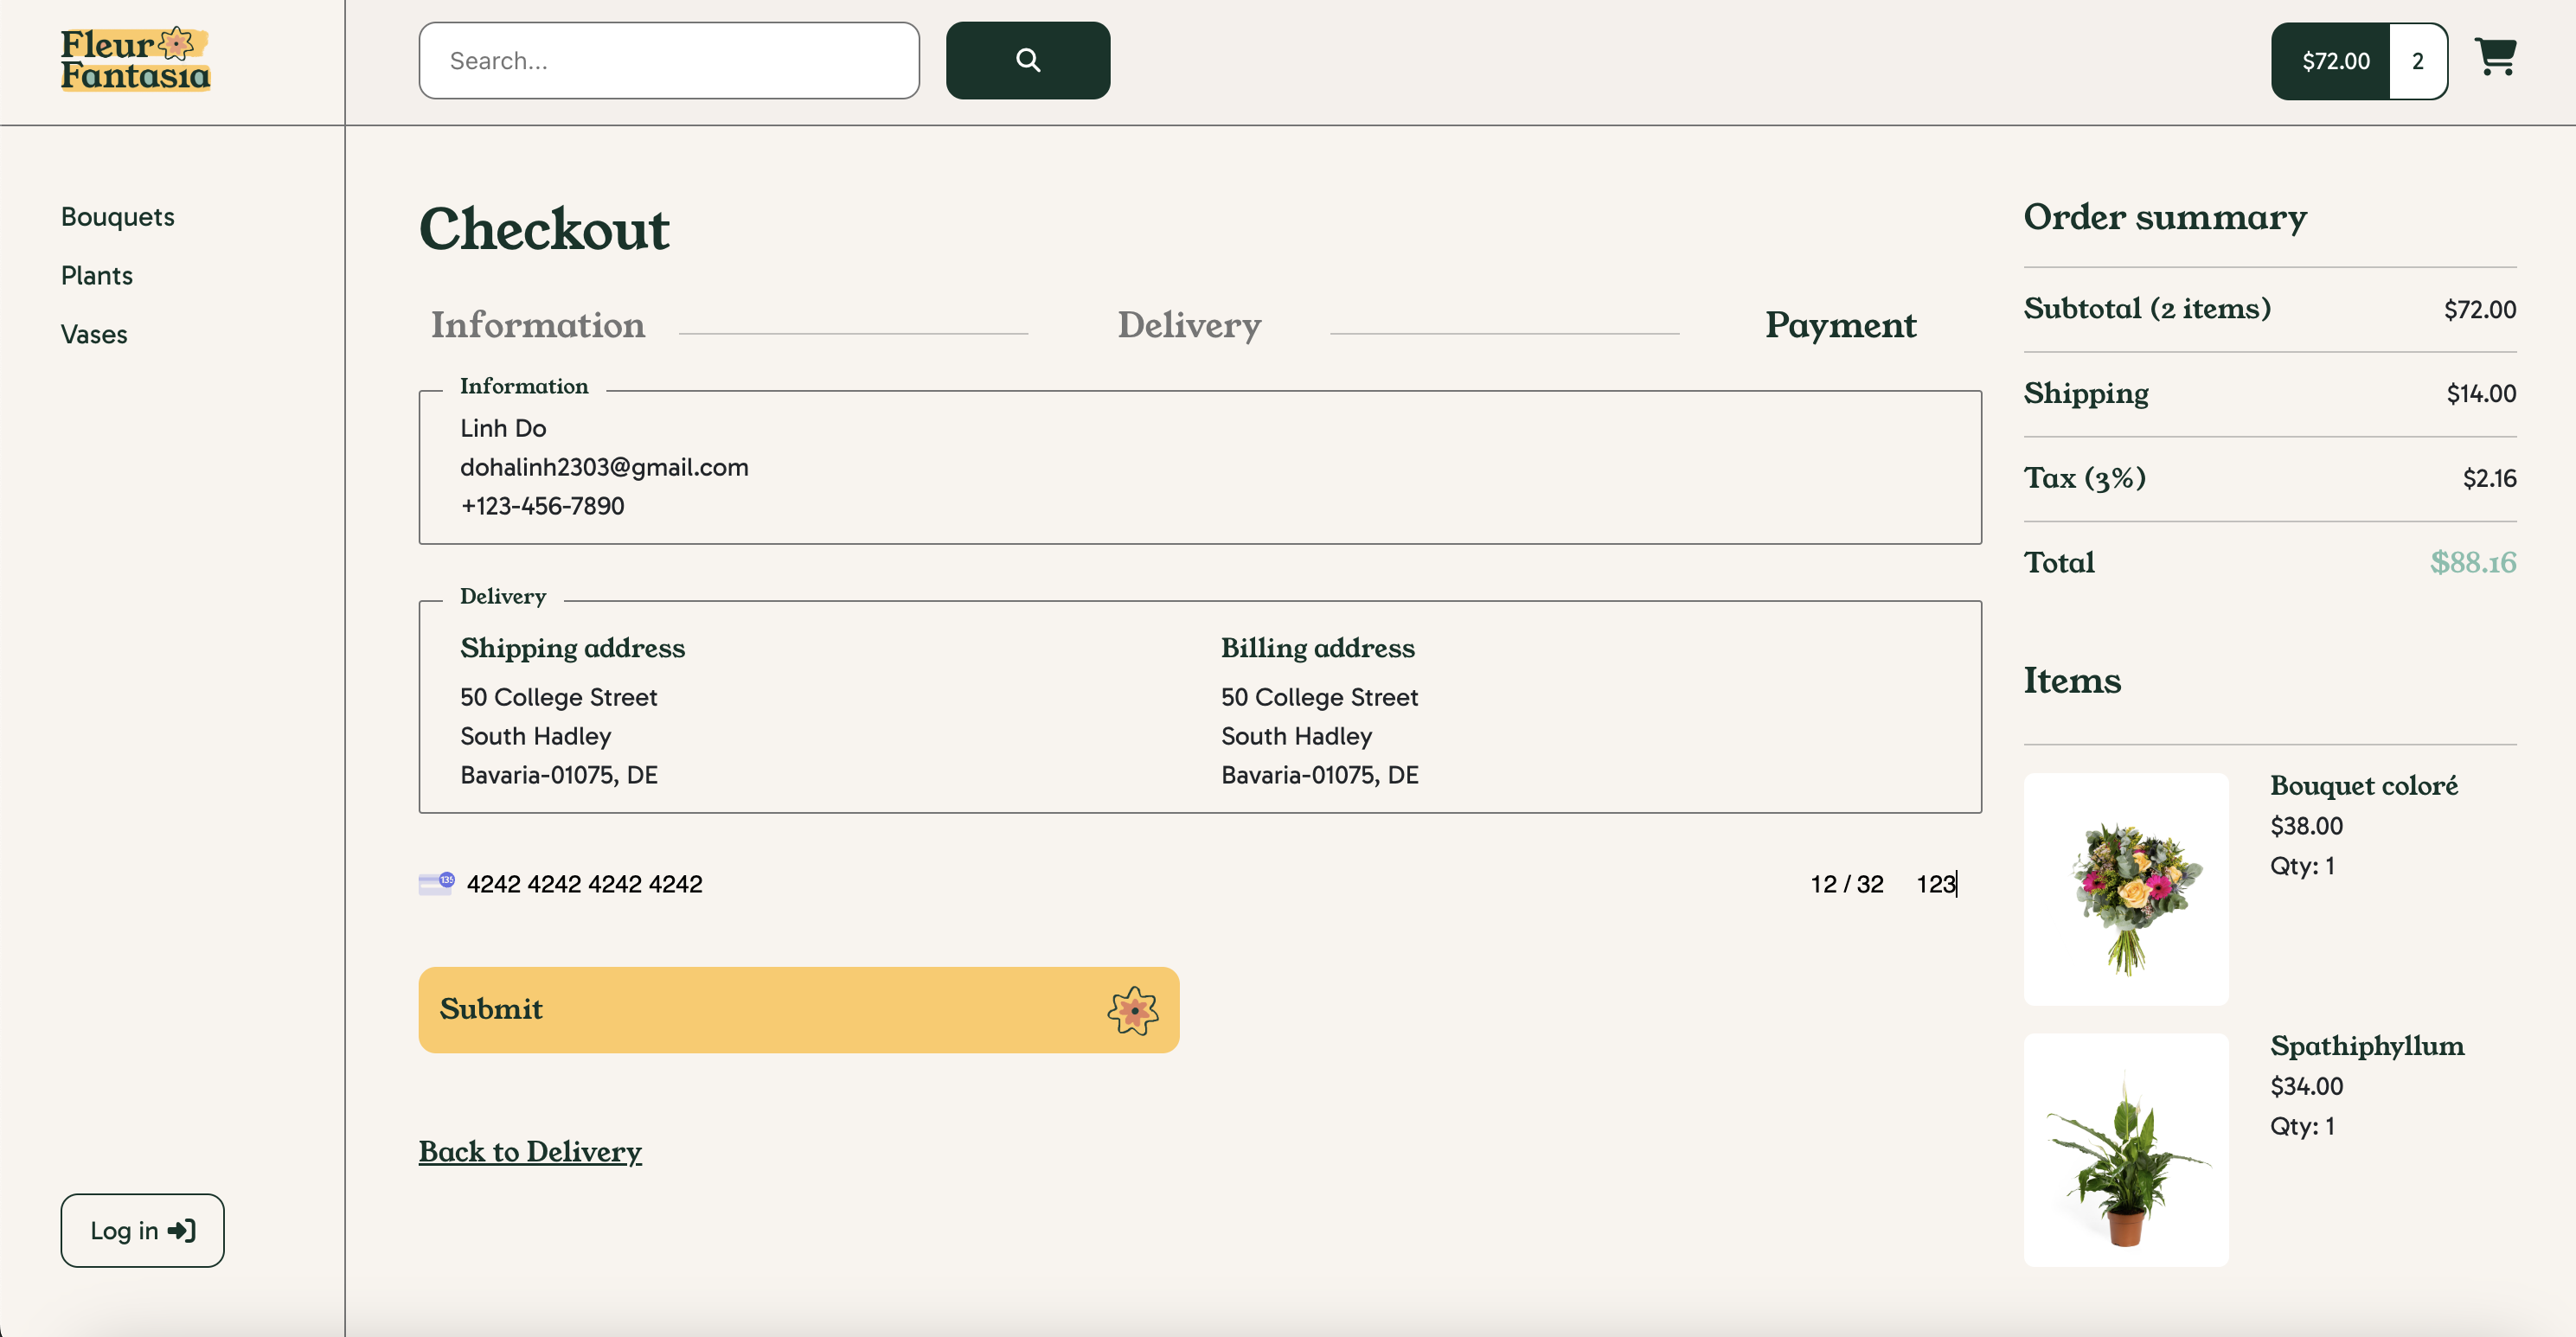 Fleur
Fantasia
Search...
$72.00 2
Bouquets
Plants
Vases
Log in
Checkout
Information Delivery Payment
Information
Linh Do
dohalinh2303@gmail.com
+123-456-7890
Delivery
Shipping address
50 College Street
South Hadley
Bavaria-01075, DE
Billing address
50 College Street
South Hadley
Bavaria-01075, DE
135 4242 4242 4242 4242 12 / 32 123
Submit
Back to Delivery
Order summary
Subtotal (2 items) $72.00
Shipping $14.00
Tax (3%) $2.16
Total $88.16
Items
Bouquet coloré
$38.00
Qty: 1
Spathiphyllum
$34.00
Qty: 1